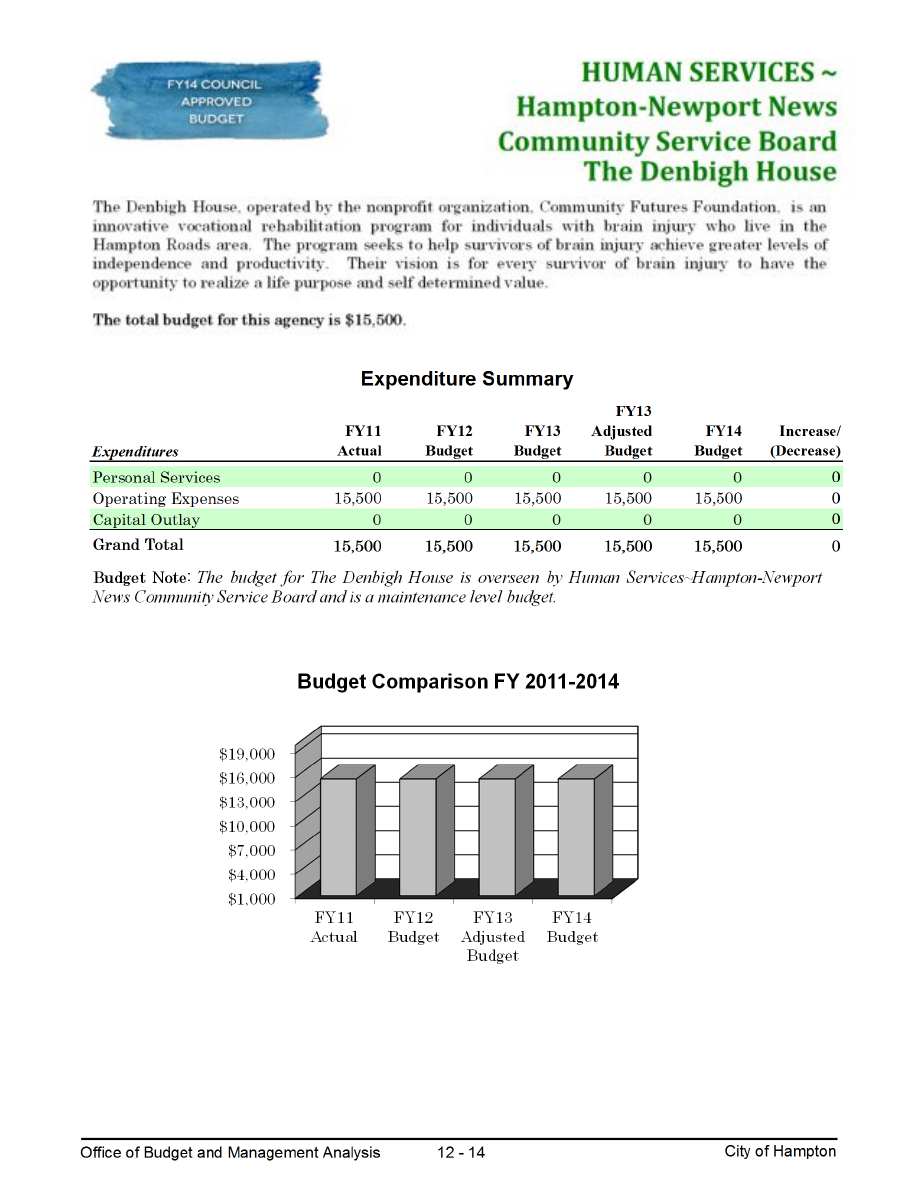 FY14 COUNCIL
APPROVED
BUDGET
HUMAN SERVICES ~
Hampton-Newport News
Community Service Board
The Denbigh House
The Denbigh House, operated by the nonprofit organization, Community Futures Foundation, is an
innovative vocational rehabilitation program for individuals with brain injury who live in the
Hampton Roads area. The program seeks to help survivors of brain injury achieve greater levels of
independence and productivity. Their vision is for every survivor of brain injury to have the
opportunity to realize a life purpose and self determined value.
The total budget for this agency is $15,500.
Expenditure Summary
FY13
FY11 FY12 FY13 Adjusted FY14 Increase/
Expenditures Actual Budget Budget Budget Budget (Decrease)
Personal Services 0 0 0 0 0 0
Operating Expenses 15,500 15,500 15,500 15,500 15,500 0
Capital Outlay 0 0 0 0 0 0
Grand Total 15,500 15,500 15,500 15,500 15,500 0
Budget Note: The budget for The Denbigh House is overseen by Human Services~Hampton-Newport
News Community Service Board and is a maintenance level budget.
Budget Comparison FY 2011-2014
$19,000
$16,000
$13,000
$10,000
$7,000
$4,000
$1,000
FY11 FY12 FY13 FY14
Actual Budget Adjusted Budget
Budget
Office of Budget and Management Analysis 12 - 14 City of Hampton